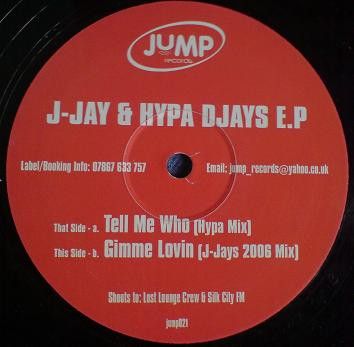 JUMP
RECORDS
J-JAY & HYPA DJAYS E.P
Label/Booking Info: 07867 633 757
Email: jump_records@yahoo.co.uk
That Side - a. Tell Me Who (Hypa Mix)
This Side - b. Gimme Lovin (J-Jays 2006 Mix)
Shouts to: Lost Lounge Crew & Silk City FM
jump021